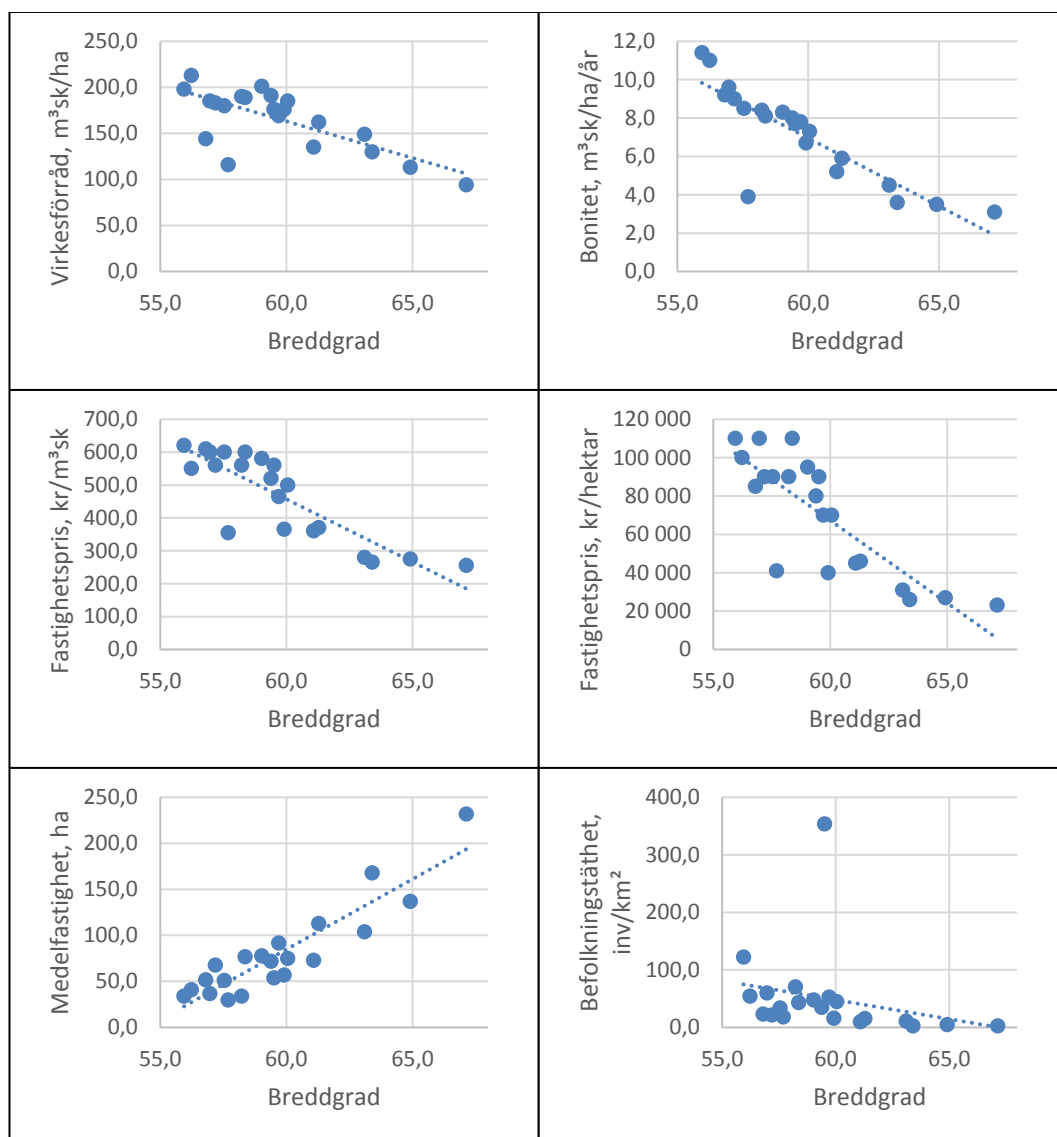 250,0
200,0
150,0
100,0
50,0
0,0
55,0 60,0 65,0
Virkesförråd, m³sk/ha
Breddgrad
12,0
10,0
8,0
6,0
4,0
2,0
0,0
55,0 60,0 65,0
Bonitet, m³sk/ha/år
Breddgrad
700,0
600,0
500,0
400,0
300,0
200,0
100,0
0,0
55,0 60,0 65,0
Fastighetspris, kr/m³sk
Breddgrad
120 000
100 000
80 000
60 000
40 000
20 000
0
55,0 60,0 65,0
Fastighetspris, kr/hektar
Breddgrad
250,0
200,0
150,0
100,0
50,0
0,0
55,0 60,0 65,0
Medelfastighet, ha
Breddgrad
400,0
300,0
200,0
100,0
0,0
55,0 60,0 65,0
Befolkningstäthet,
inv/km²
Breddgrad